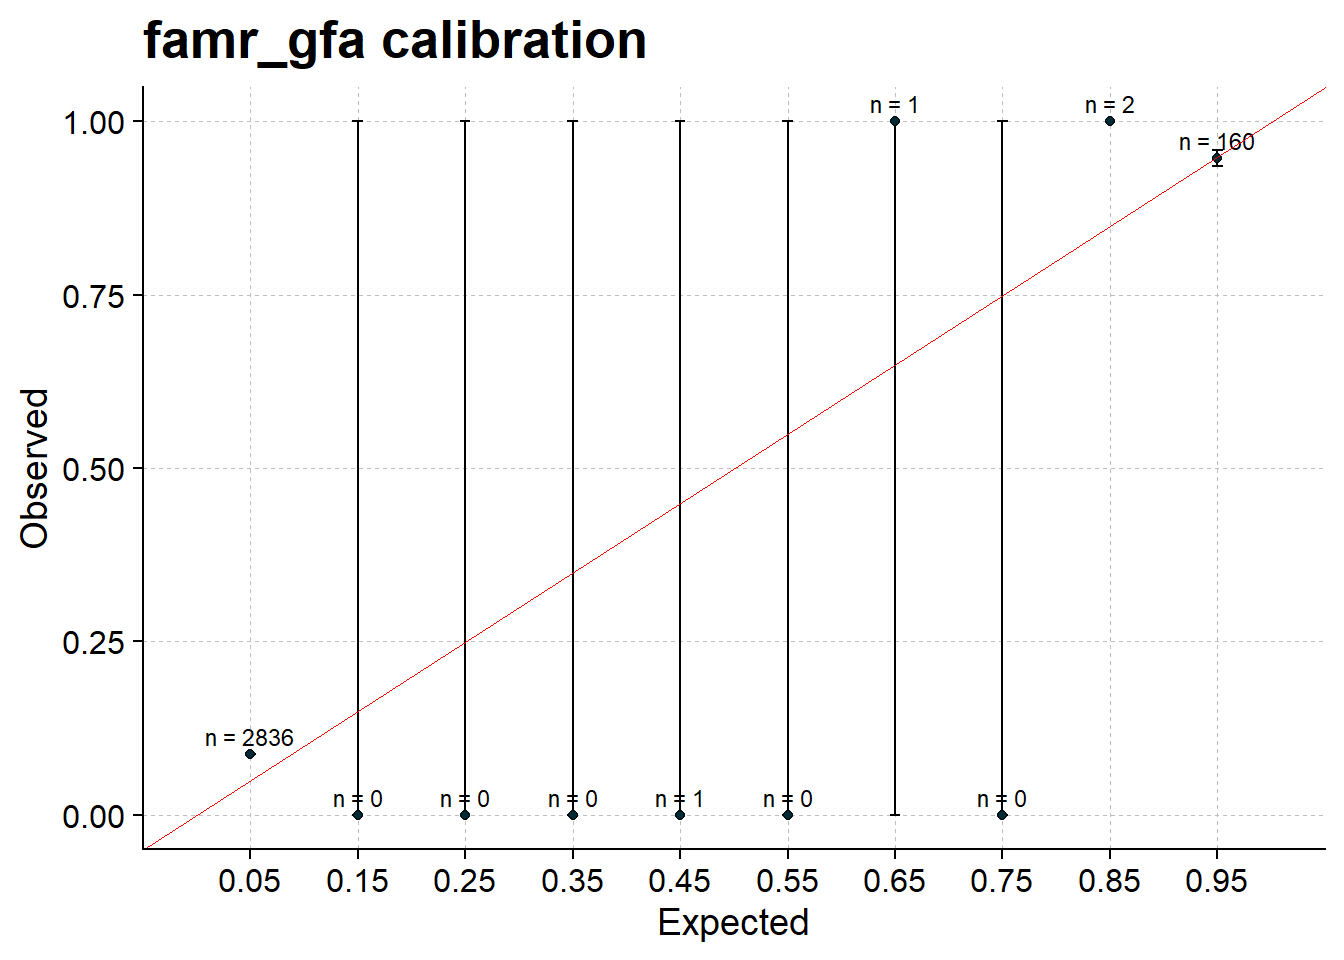 famr_gfa calibration
n = 1
n = 2
1.00
n = 160
0.75
Observed
0.50
0.25
n = 2836
n = 0
n = 0
n = 0
n = 1
n = 0
n = 0
0.00
0.05 0.15 0.25 0.35 0.45 0.55 0.65 0.75 0.85 0.95
Expected